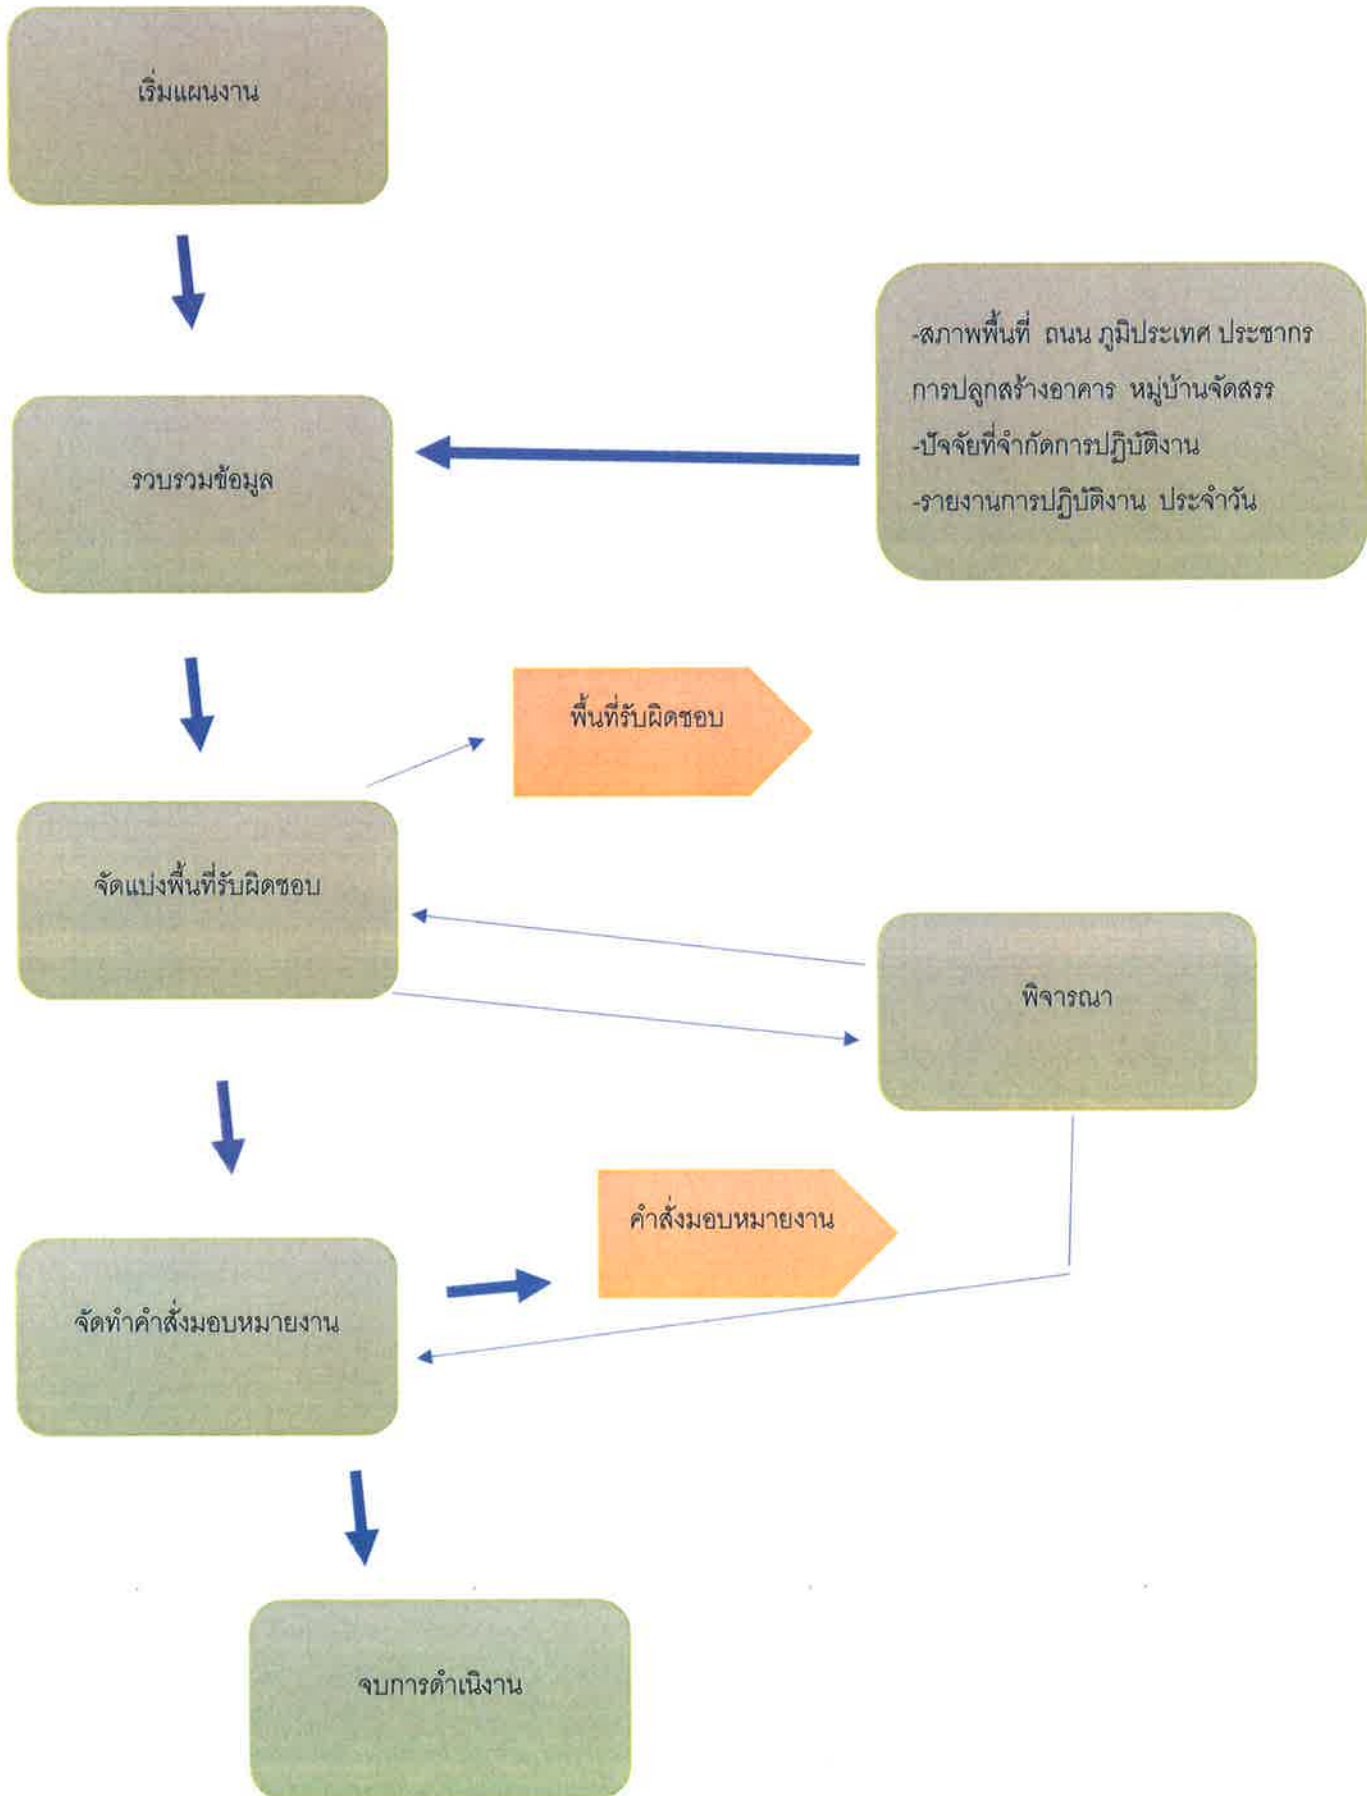 เริ่มแผนงาน
-สภาพพื้นที่ ถนน ภูมิประเทศ ประชากร
การปลูกสร้างอาคาร หมู่บ้านจัดสรร
-ปัจจัยที่จำกัดการปฏิบัติงาน
-รายงานการปฏิบัติงาน ประจำวัน
รวบรวมข้อมูล
พื้นที่รับผิดชอบ
จัดแบ่งพื้นที่รับผิดชอบ
พิจารณา
คำสั่งมอบหมายงาน
จัดทำคำสั่งมอบหมายงาน
จบการดำเนิงาน